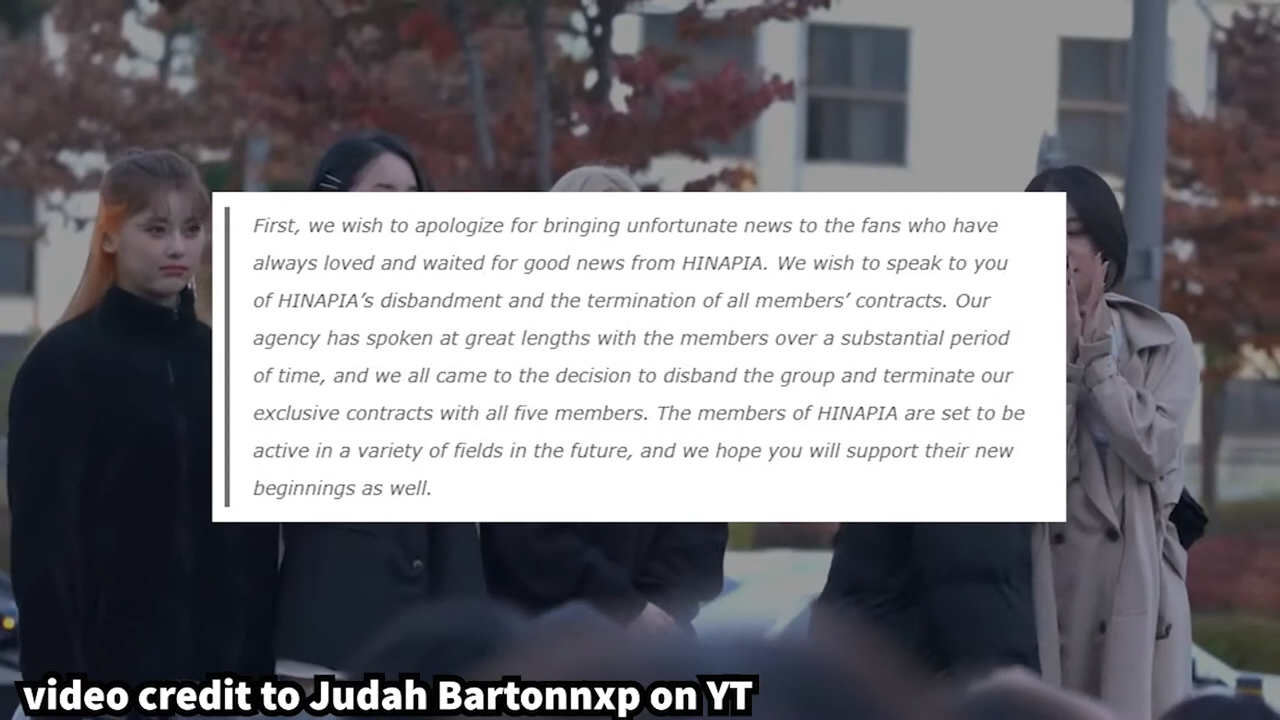 First, we wish to apologize for bringing unfortunate news to the fans who have
always loved and waited for good news from HINAPIA. We wish to speak to you
of HINAPIA’s disbandment and the termination of all members’ contracts. Our
agency has spoken at great lengths with the members over a substantial period
of time, and we all came to the decision to disband the group and terminate our
exclusive contracts with all five members. The members of HINAPIA are set to be
active in a variety of fields in the future, and we hope you will support their new
beginnings as well.
video credit to Judah Bartonnxp on YT